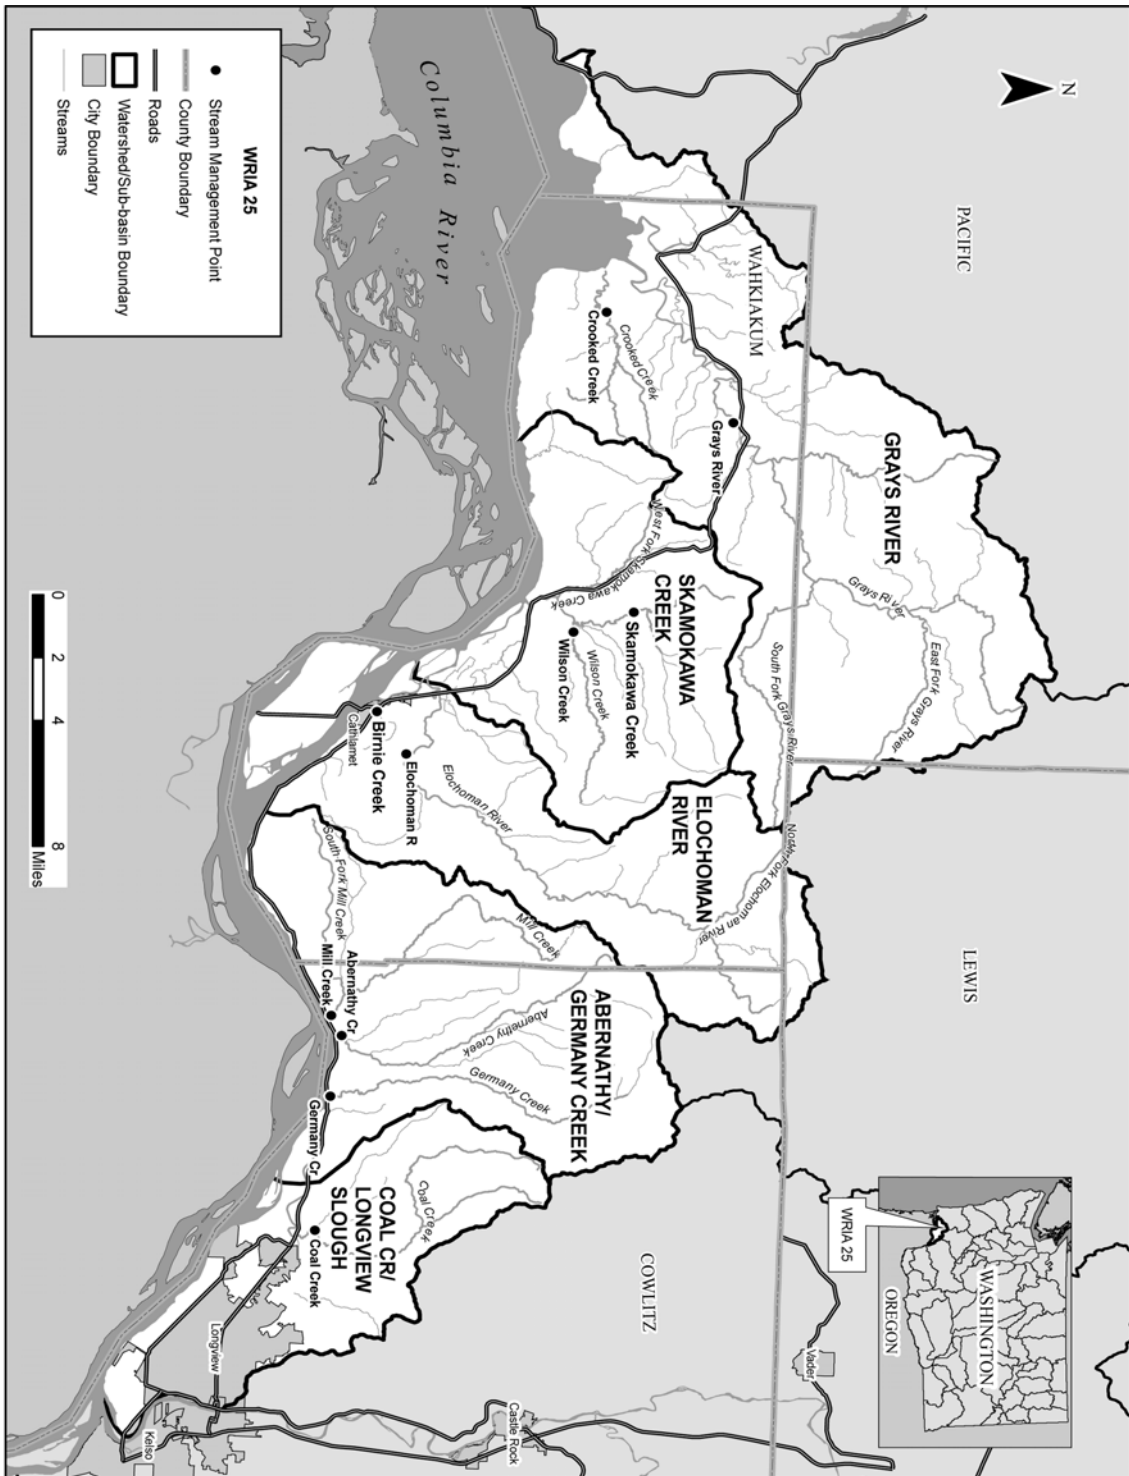 N
PACIFIC
LEWIS
COWLITZ
WAHKIAKUM
GRAYS RIVER
Grays River
East Fork Grays River
South Fork Grays River
Grays River
Crooked Creek
Crooked Creek
SKAMOKAWA
CREEK
West Fork Skamokawa Creek
Skamokawa Creek
Wilson Creek
Wilson Creek
ELOCHOMAN
RIVER
North Fork Elochoman River
Elochoman River
Elochoman R
Birnie Creek
Cathlamet
ABERNATHY/
GERMANY CREEK
Mill Creek
South Fork Mill Creek
Abernethy Creek
Germany Creek
Abernathy Cr
Mill Creek
Germany Cr
COAL CR/
LONGVIEW
SLOUGH
Coal Creek
Coal Creek
Longview
Kelso
Castle Rock
Vader
Columbia River
WRIA 25
WASHINGTON
OREGON
WRIA 25
Stream Management Point
County Boundary
Roads
Watershed/Sub-basin Boundary
City Boundary
Streams
0 2 4 8
Miles